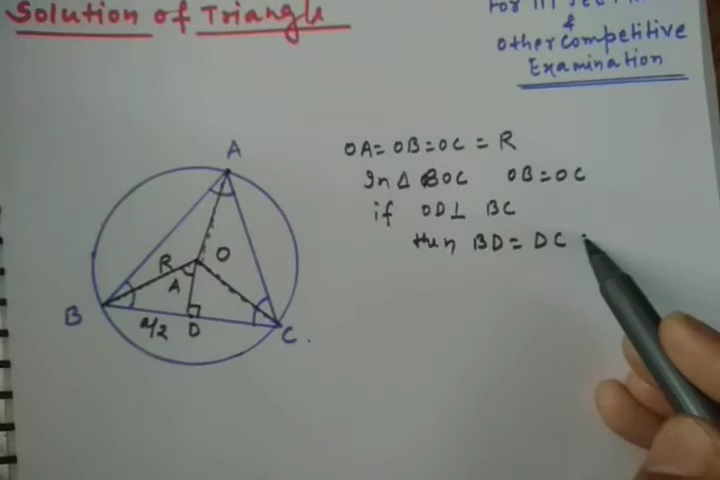 Solution of Triangle
For
&
Other Competitive
Examination
A
OA = OB = OC = R
In Δ BOC OB = OC
if OD⊥ BC
then BD = DC
R
O
A
B
a/2
D
C.